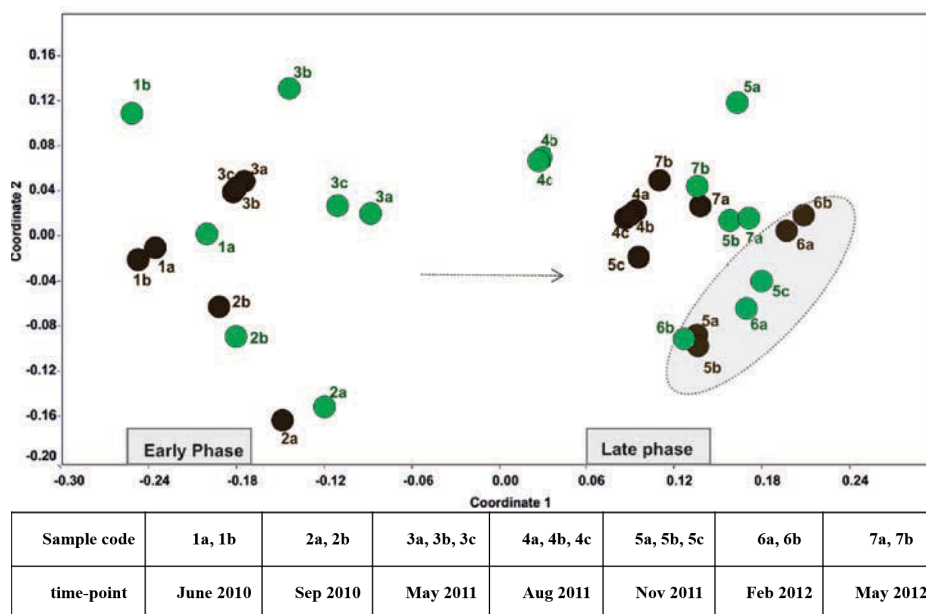 0.16
0.12
0.08
0.04
0.00
-0.04
-0.08
-0.12
-0.16
-0.20
Coordinate 2
1b
3b
5a
4b
4c
7b
7b
3c
3a
3b
3c
3a
4a
7a
6b
4c
4b
5b
7a
6a
1a
1a
1b
5c
5c
2b
2b
6a
6b
5a
5b
2a
2a
Early Phase
Late phase
-0.30
-0.24
-0.18
-0.12
-0.06
0.00
0.06
0.12
0.18
0.24
Coordinate 1
Sample code 1a, 1b 2a, 2b 3a, 3b, 3c 4a, 4b, 4c 5a, 5b, 5c 6a, 6b 7a, 7b
time-point June 2010 Sep 2010 May 2011 Aug 2011 Nov 2011 Feb 2012 May 2012